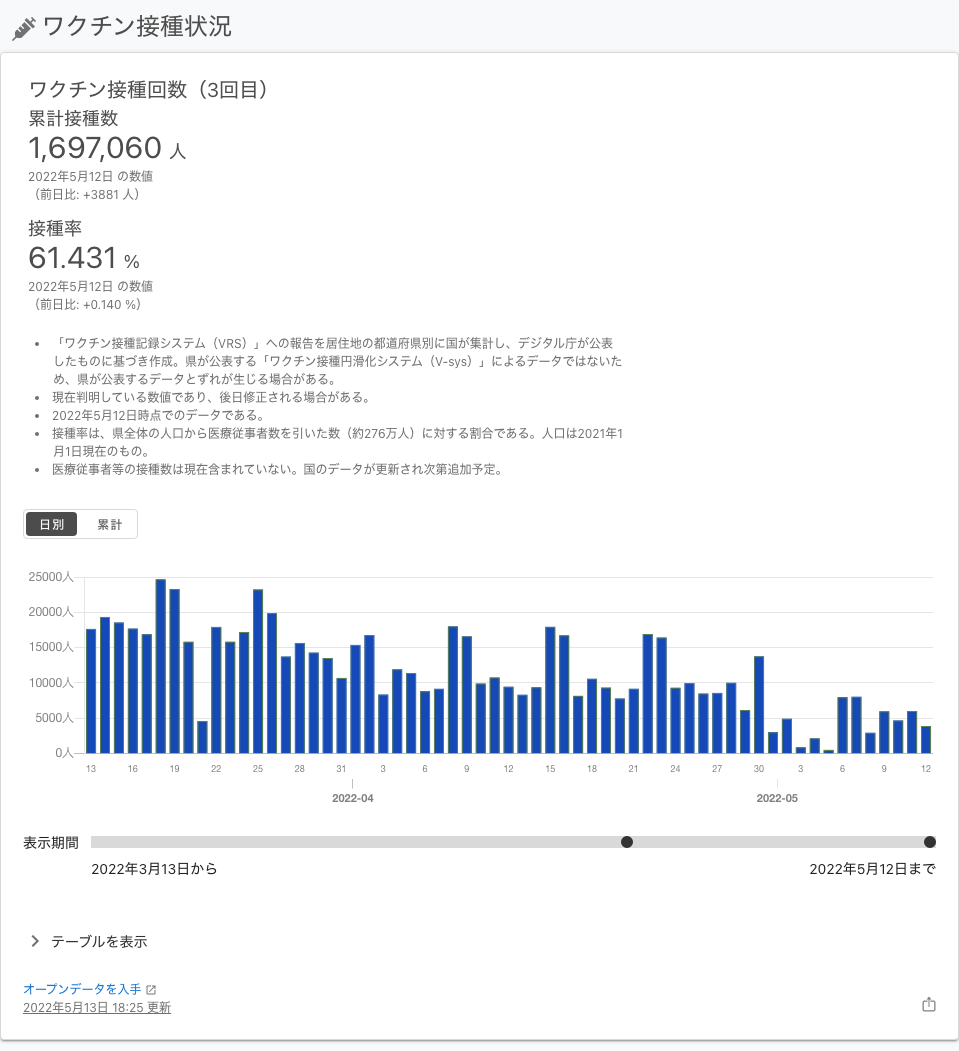 ワクチン接種状況
ワクチン接種回数（3回目）
累計接種数
1,697,060 人
2022年5月12日 の数値
（前日比: +3881 人）
接種率
61.431 %
2022年5月12日 の数値
（前日比: +0.140 %）
• 「ワクチン接種記録システム（VRS）」への報告を居住地の都道府県別に国が集計し、デジタル庁が公表
したものに基づき作成。県が公表する「ワクチン接種円滑化システム（V-sys）」によるデータではないた
め、県が公表するデータとずれが生じる場合がある。
• 現在判明している数値であり、後日修正される場合がある。
• 2022年5月12日時点でのデータである。
• 接種率は、県全体の人口から医療従事者数を引いた数（約276万人）に対する割合である。人口は2021年1
月1日現在のもの。
• 医療従事者等の接種数は現在含まれていない。国のデータが更新され次第追加予定。
日別 累計
25000人
20000人
15000人
10000人
5000人
0人
13 16 19 22 25 28 31 3 6 9 12 15 18 21 24 27 30 3 6 9 12
2022-04 2022-05
表示期間
2022年3月13日から 2022年5月12日まで
テーブルを表示
オープンデータを入手
2022年5月13日 18:25 更新